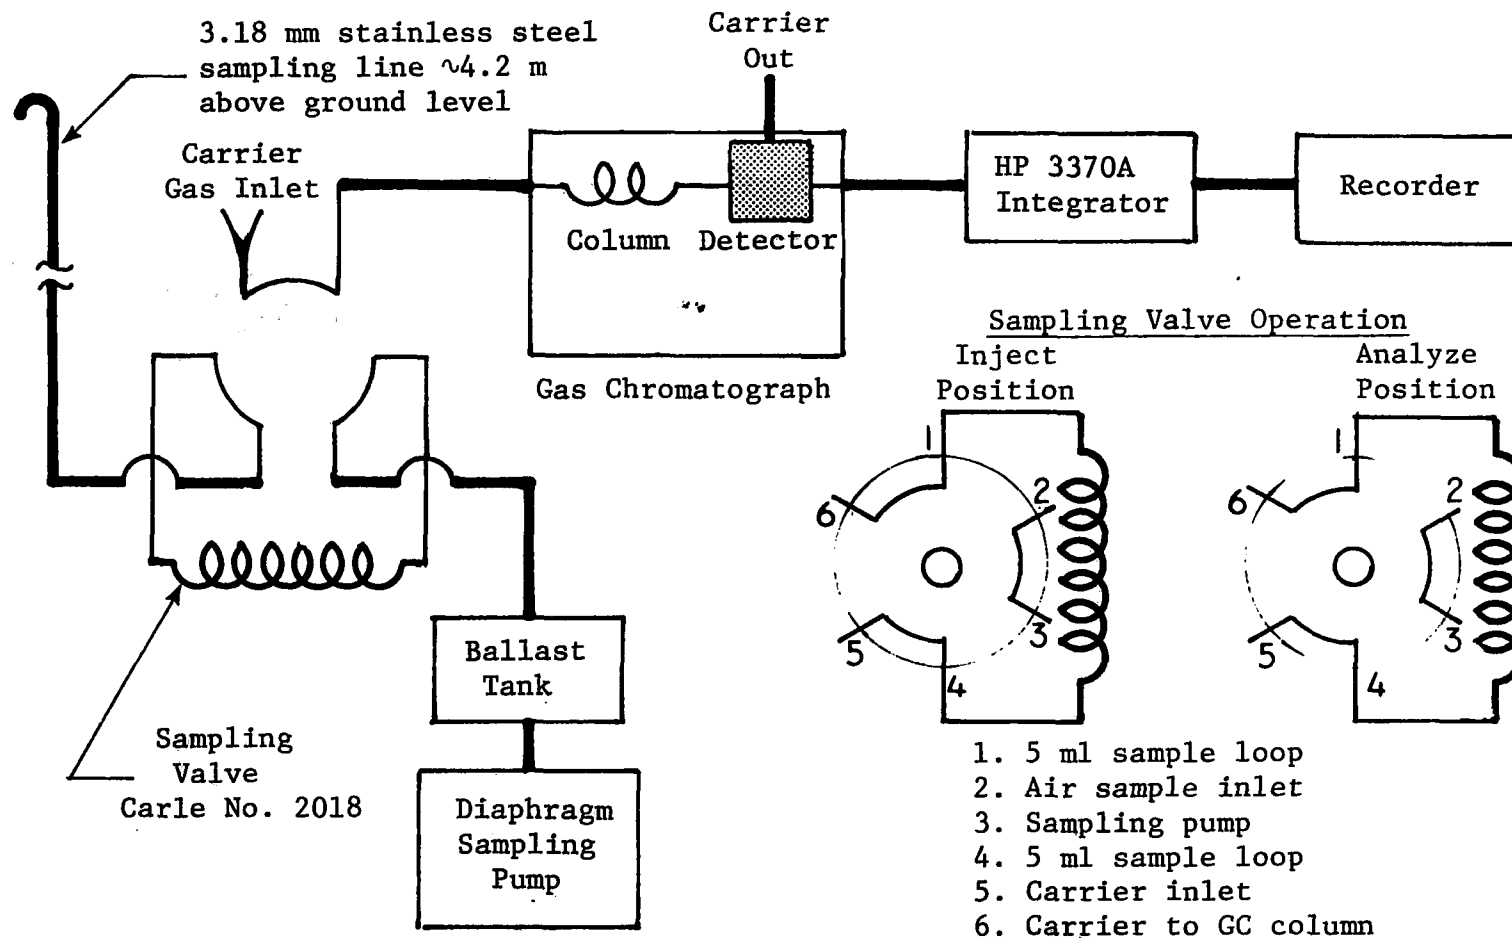 3.18 mm stainless steel
sampling line ~4.2 m
above ground level
Carrier
Out
Carrier
Gas Inlet
HP 3370A
Integrator
Recorder
Column
Detector
Gas Chromatograph
Sampling Valve Operation
Inject
Position
Analyze
Position
1
2
3
4
5
6
1
2
3
4
5
6
Ballast
Tank
Sampling
Valve
Carle No. 2018
Diaphragm
Sampling
Pump
1. 5 ml sample loop
2. Air sample inlet
3. Sampling pump
4. 5 ml sample loop
5. Carrier inlet
6. Carrier to GC column